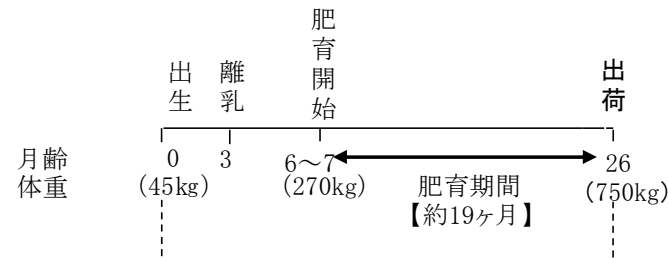 出生
離乳
肥育開始
出荷
月齢
0
3
6～7
26
体重
(45kg)
(270kg)
(750kg)
肥育期間
【約19ヶ月】